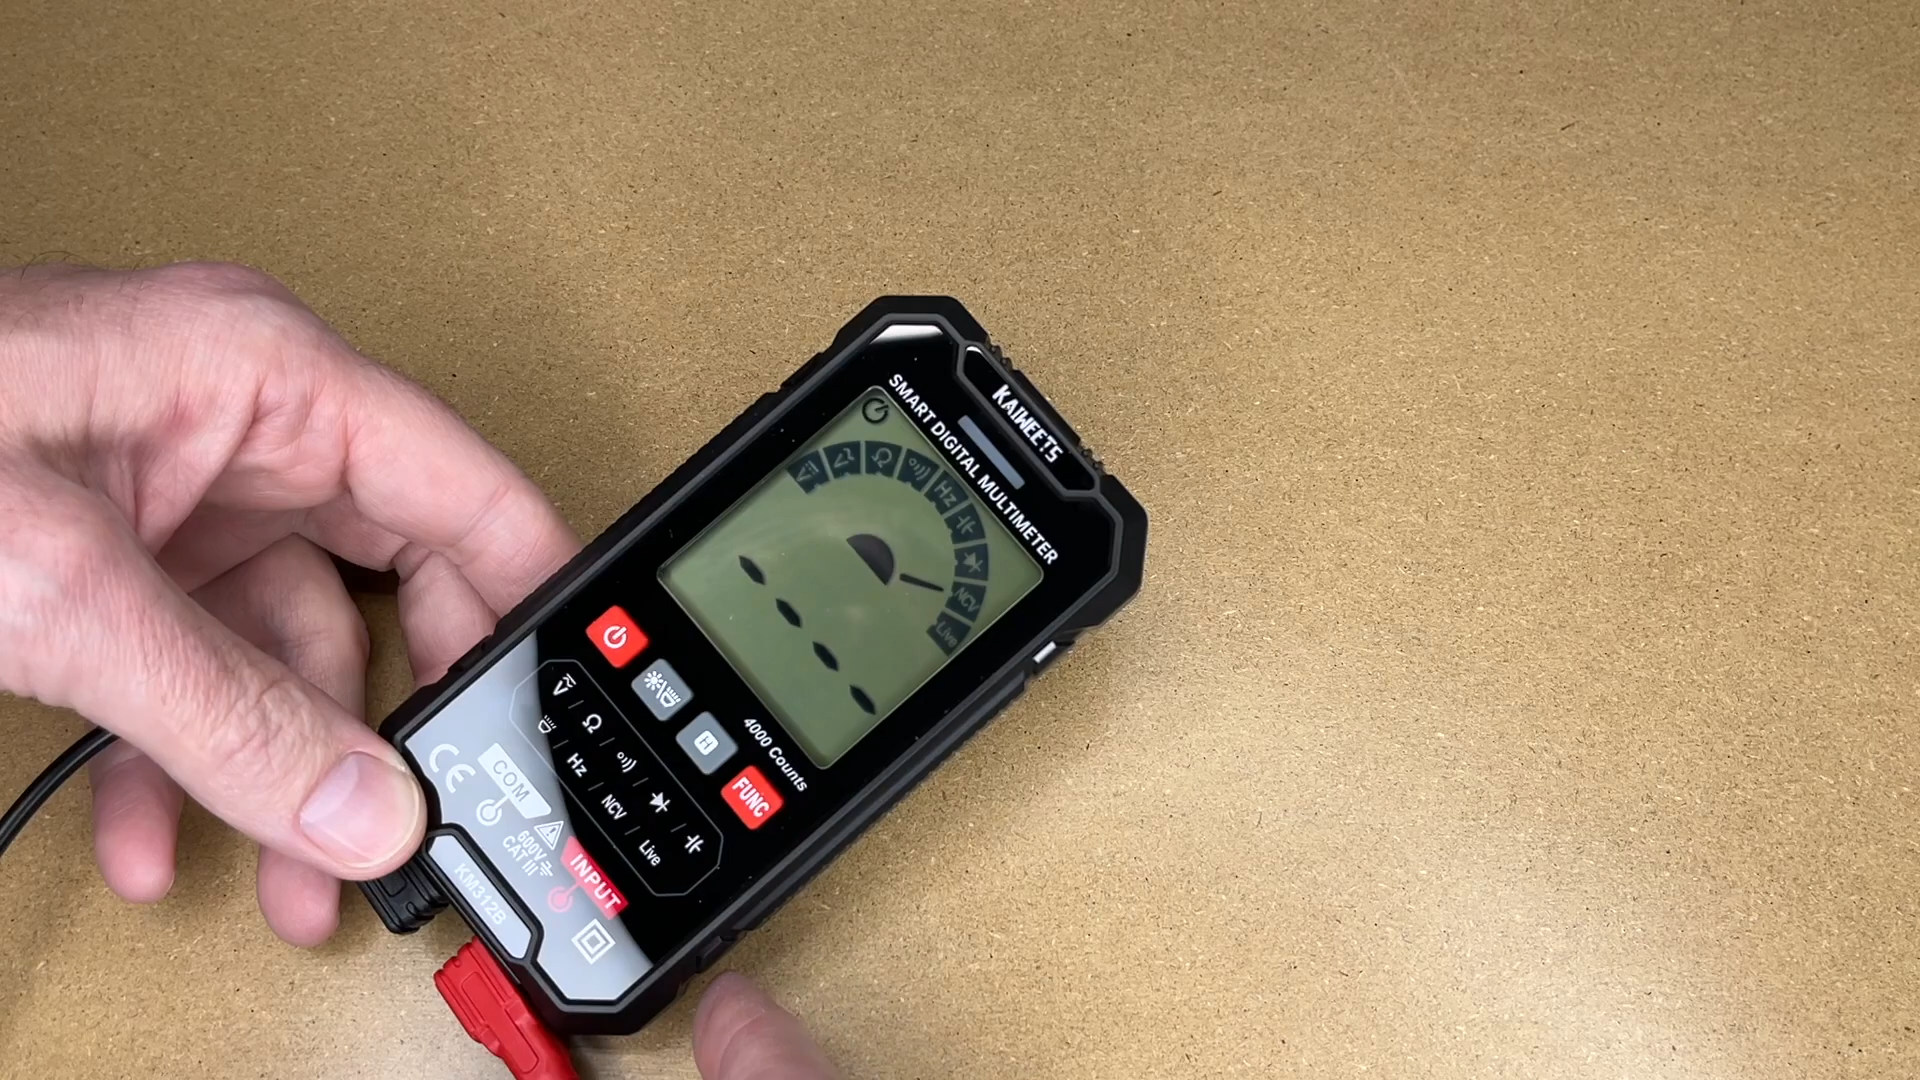 KAIWEETS
SMART DIGITAL MULTIMETER
V V Ω Hz NCV Live
- - - -
4000 Counts
H
FUNC
V Ω
Hz NCV Live
CE
COM
600V
CAT III
INPUT
KM312B